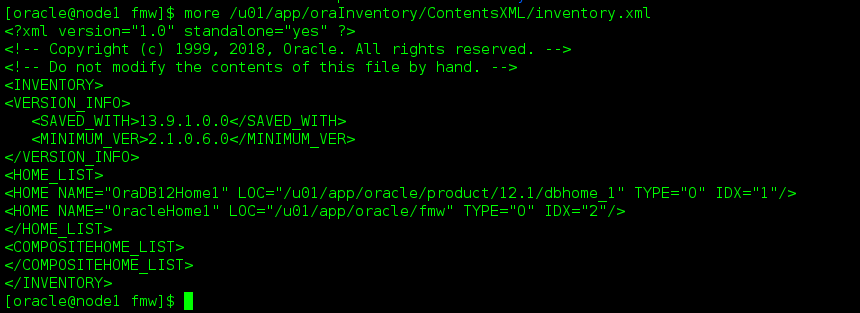 [oracle@node1 fmw]$ more /u01/app/oraInventory/ContentsXML/inventory.xml
<?xml version="1.0" standalone="yes" ?>
<!-- Copyright (c) 1999, 2018, Oracle. All rights reserved. -->
<!-- Do not modify the contents of this file by hand. -->
<INVENTORY>
<VERSION_INFO>
   <SAVED_WITH>13.9.1.0.0</SAVED_WITH>
   <MINIMUM_VER>2.1.0.6.0</MINIMUM_VER>
</VERSION_INFO>
<HOME_LIST>
<HOME NAME="OraDB12Home1" LOC="/u01/app/oracle/product/12.1/dbhome_1" TYPE="O" IDX="1"/>
<HOME NAME="OracleHome1" LOC="/u01/app/oracle/fmw" TYPE="O" IDX="2"/>
</HOME_LIST>
<COMPOSITEHOME_LIST>
</COMPOSITEHOME_LIST>
</INVENTORY>
[oracle@node1 fmw]$